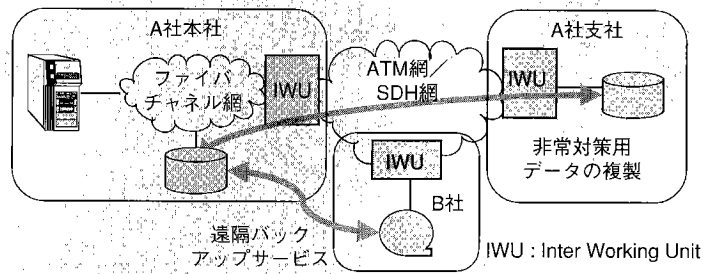 A社本社
A社支社
ファイバ
チャネル網
IWU
ATM網／
SDH網
IWU
非常対策用
データの複製
IWU
B社
遠隔バック
アップサービス
IWU : Inter Working Unit